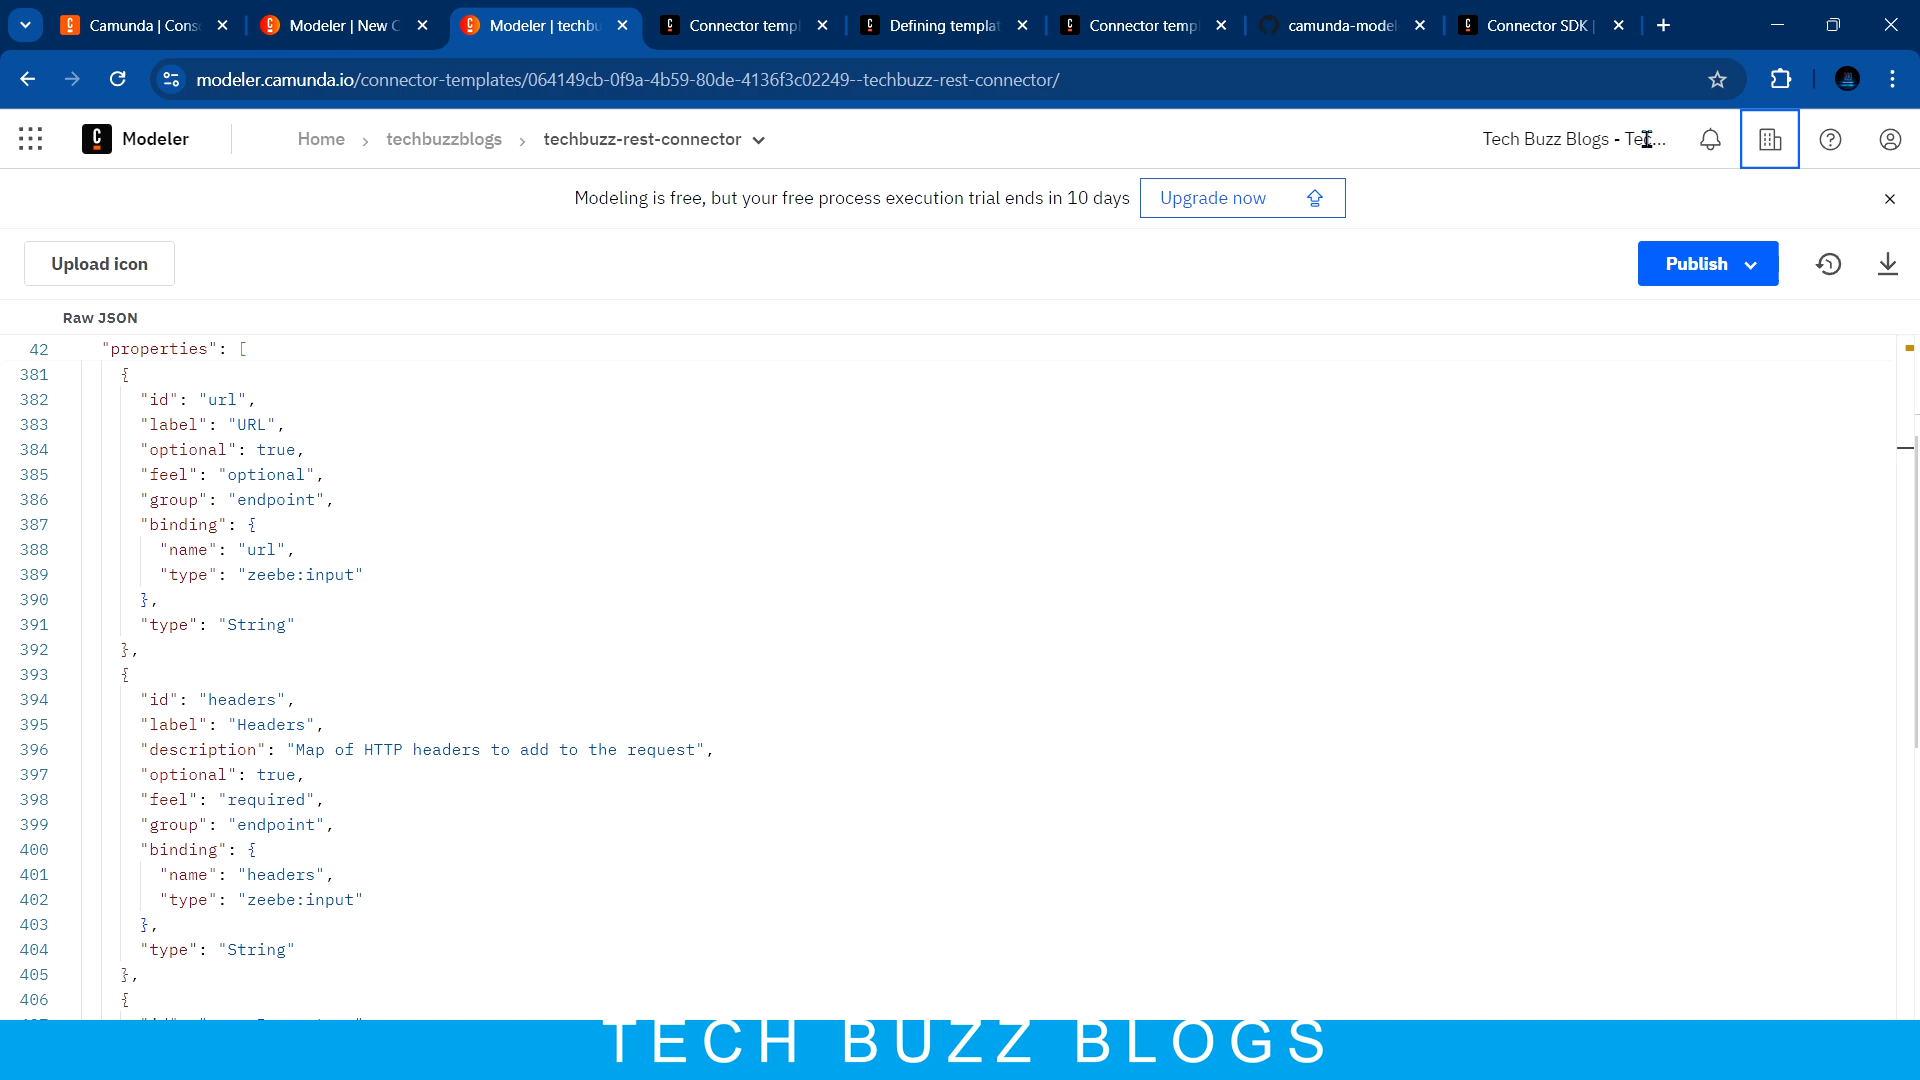 Camunda | Cons
Modeler | New C
Modeler | techbu
Connector templ
Defining templat
Connector templ
camunda-model
Connector SDK |
modeler.camunda.io/connector-templates/064149cb-0f9a-4b59-80de-4136f3c02249--techbuzz-rest-connector/
Modeler
Home > techbuzzblogs > techbuzz-rest-connector
Tech Buzz Blogs - Tec...
Modeling is free, but your free process execution trial ends in 10 days
Upgrade now
Upload icon
Publish
Raw JSON
42 "properties": [
381 {
382 "id": "url",
383 "label": "URL",
384 "optional": true,
385 "feel": "optional",
386 "group": "endpoint",
387 "binding": {
388 "name": "url",
389 "type": "zeebe:input"
390 },
391 "type": "String"
392 },
393 {
394 "id": "headers",
395 "label": "Headers",
396 "description": "Map of HTTP headers to add to the request",
397 "optional": true,
398 "feel": "required",
399 "group": "endpoint",
400 "binding": {
401 "name": "headers",
402 "type": "zeebe:input"
403 },
404 "type": "String"
405 },
406 {
TECH BUZZ BLOGS